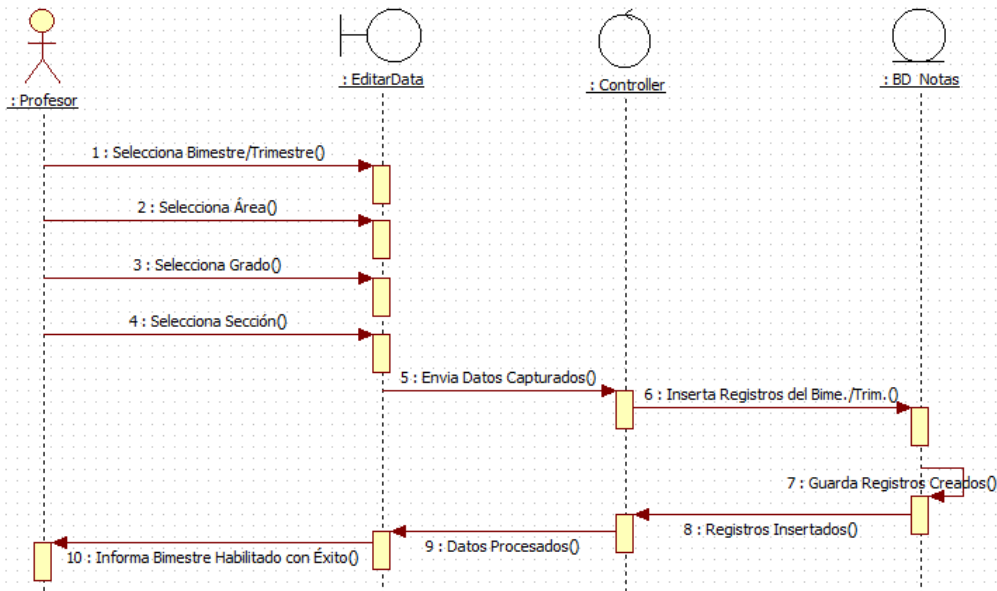 : Profesor
: EditarData
: Controller
: BD_Notas
1 : Selecciona Bimestre/Trimestre()
2 : Selecciona Área()
3 : Selecciona Grado()
4 : Selecciona Sección()
5 : Envia Datos Capturados()
6 : Inserta Registros del Bime./Trim.()
7 : Guarda Registros Creados()
8 : Registros Insertados()
9 : Datos Procesados()
10 : Informa Bimestre Habilitado con Éxito()